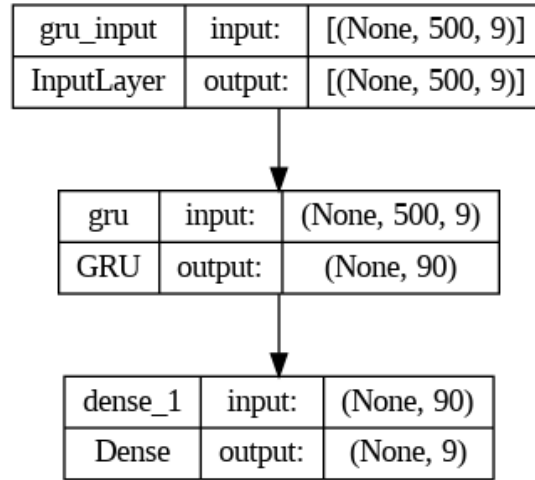 gru_input input: [(None, 500, 9)]
InputLayer output: [(None, 500, 9)]
gru input: (None, 500, 9)
GRU output: (None, 90)
dense_1 input: (None, 90)
Dense output: (None, 9)